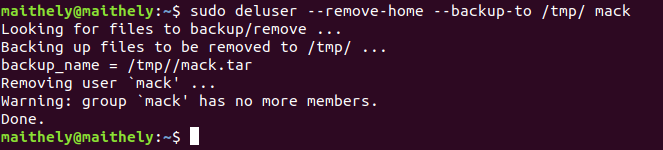 maithely@maithely:~$ sudo deluser --remove-home --backup-to /tmp/ mack
Looking for files to backup/remove ...
Backing up files to be removed to /tmp/ ...
backup_name = /tmp//mack.tar
Removing user `mack' ...
Warning: group `mack' has no more members.
Done.
maithely@maithely:~$